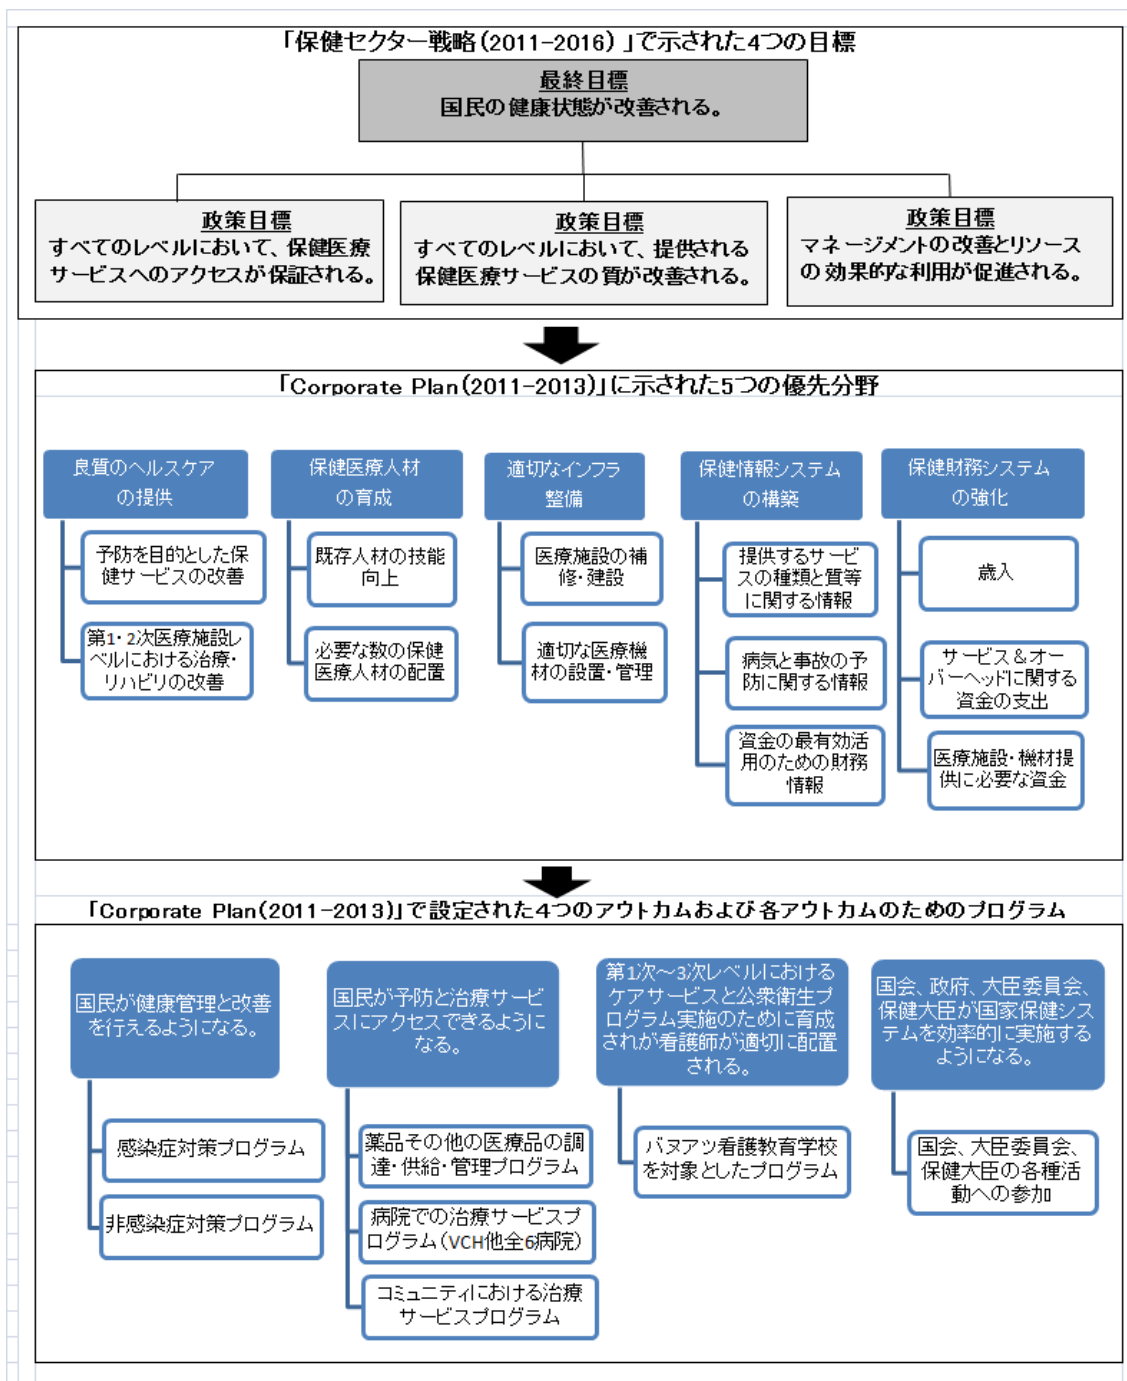 「保健セクター戦略(2011-2016) 」で示された4つの目標
最終目標
国民の健康状態が改善される。
政策目標
すべてのレベルにおいて、保健医療
サービスへのアクセスが保証される。
政策目標
すべてのレベルにおいて、提供される
保健医療サービスの質が改善される。
政策目標
マネージメントの改善とリソース
の効果的な利用が促進される。
「Corporate Plan(2011-2013)」に示された5つの優先分野
良質のヘルスケア
の提供
予防を目的とした保
健サービスの改善
第1・2次医療施設レ
ベルにおける治療・
リハビリの改善
保健医療人材
の育成
既存人材の技能
向上
必要な数の保健
医療人材の配置
適切なインフラ
整備
医療施設の補
修・建設
適切な医療機
材の設置・管理
保健情報システム
の構築
提供するサービ
スの種類と質等
に関する情報
病気と事故の予
防に関する情報
資金の最有効活
用のための財務
情報
保健財務システム
の強化
歳入
サービス＆オー
バーヘッドに関する
資金の支出
医療施設・機材提
供に必要な資金
「Corporate Plan(2011-2013)」で設定された4つのアウトカムおよび各アウトカムのためのプログラム
国民が健康管理と改善
を行えるようになる。
感染症対策プログラム
非感染症対策プログラム
国民が予防と治療サービ
スにアクセスできるように
なる。
薬品その他の医療品の調
達・供給・管理プログラム
病院での治療サービスプ
ログラム(VCH他全6病院)
コミュニティにおける治療
サービスプログラム
第1次～3次レベルにおける
ケアサービスと公衆衛生プ
ログラム実施のために育成
されが看護師が適切に配置
される。
バヌアツ看護教育学校
を対象としたプログラム
国会、政府、大臣委員会、
保健大臣が国家保健シス
テムを効率的に実施する
ようになる。
国会、大臣委員会、
保健大臣の各種活
動への参加